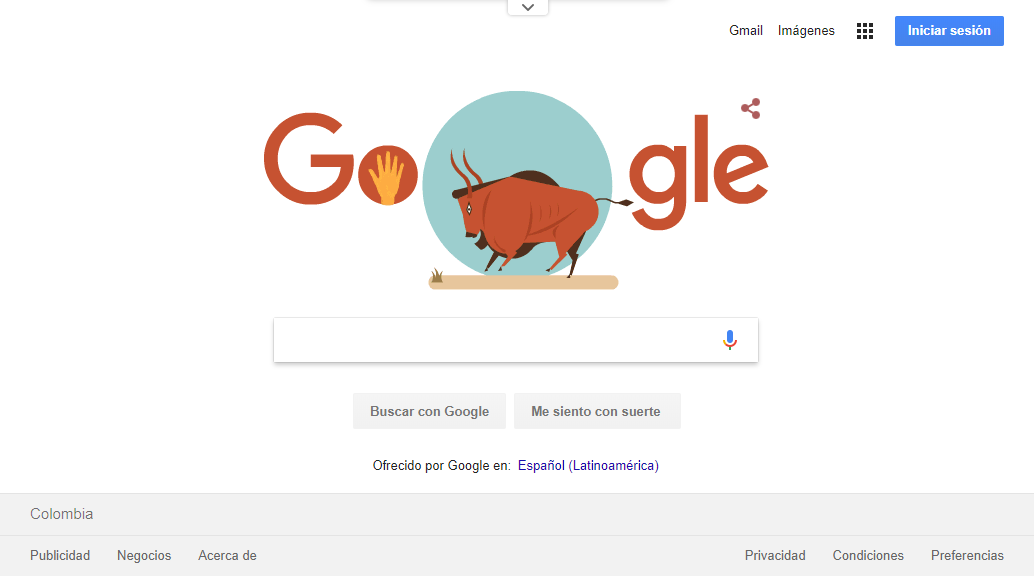 Gmail Imágenes Iniciar sesión
Google
Buscar con Google Me siento con suerte
Ofrecido por Google en: Español (Latinoamérica)
Colombia
Publicidad Negocios Acerca de Privacidad Condiciones Preferencias